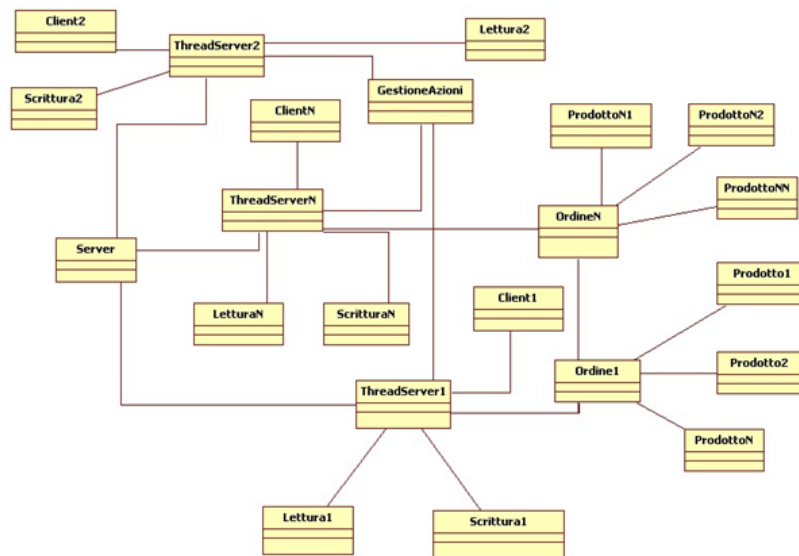 Client2
ThreadServer2
Lettura2
Scrittura2
GestioneAzioni
ClientN
ProdottoN1
ProdottoN2
ThreadServerN
ProdottoNN
OrdineN
Server
Prodotto1
LetturaN
ScritturaN
Client1
Ordine1
Prodotto2
ThreadServer1
ProdottoN
Lettura1
Scrittura1